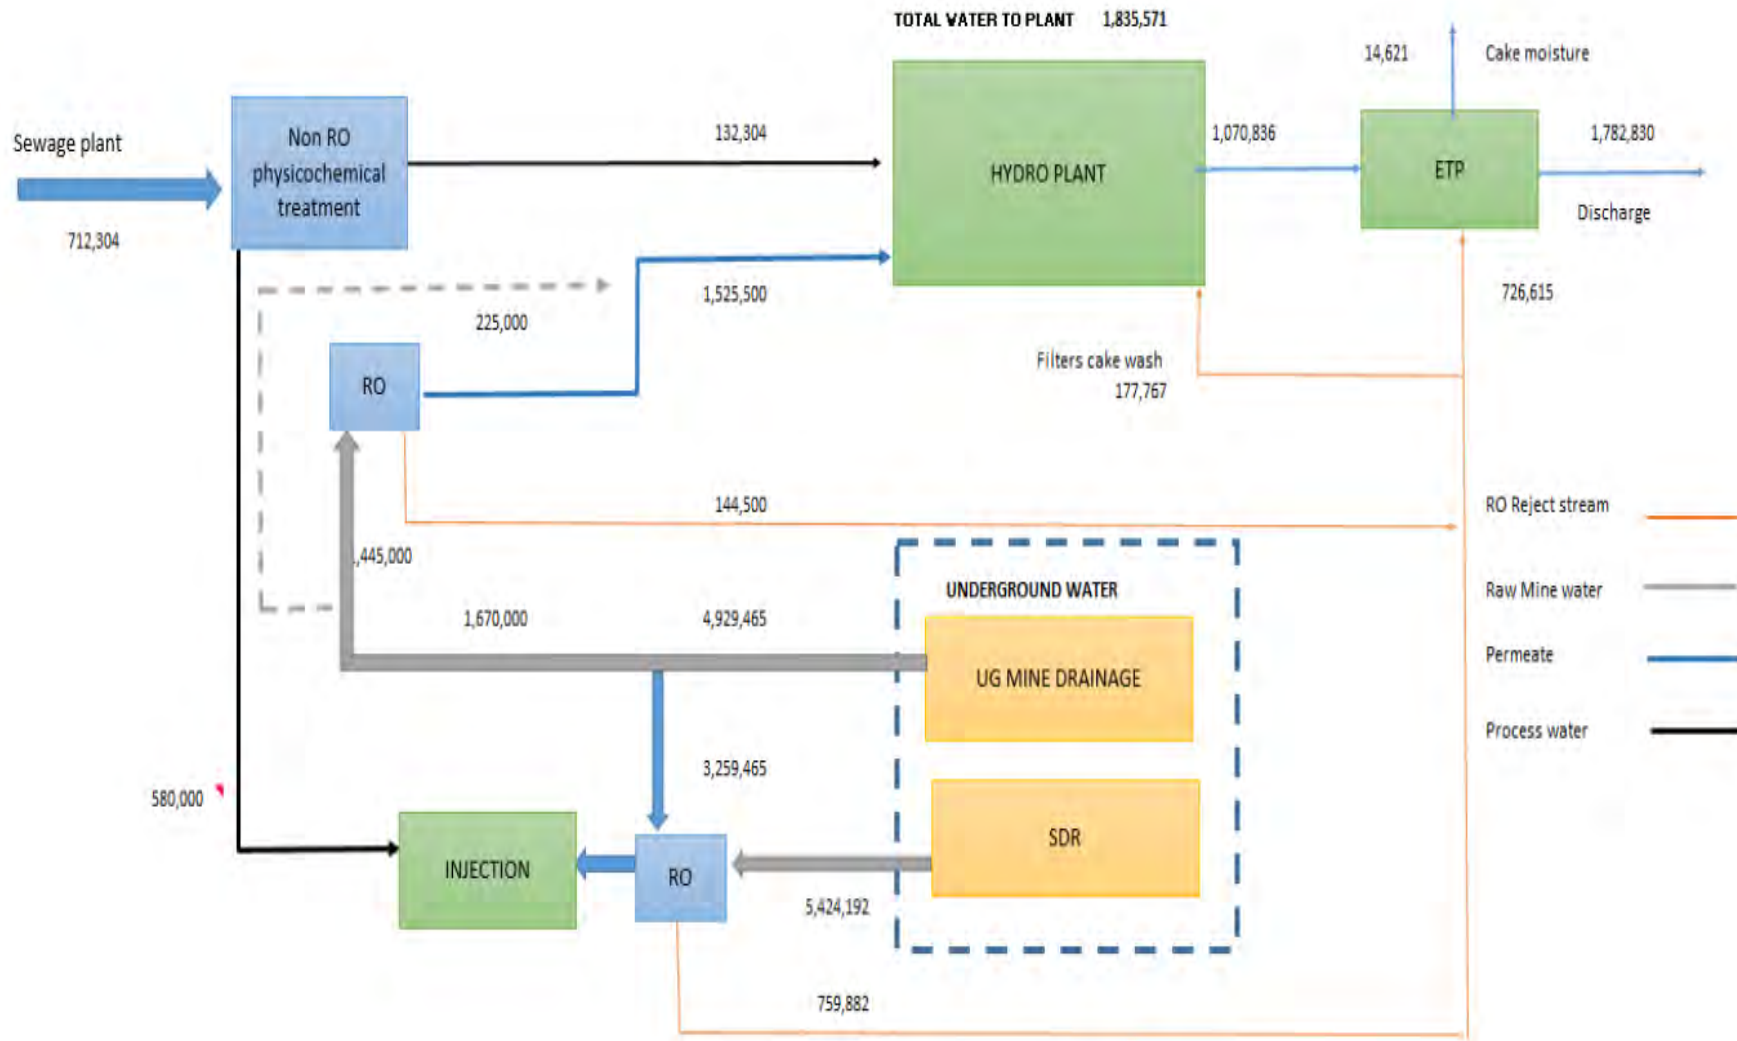 TOTAL WATER TO PLANT 1,835,571
14,621
Cake moisture
Sewage plant
712,304
Non RO
physicochemical
treatment
132,304
HYDRO PLANT
1,070,836
ETP
1,782,830
Discharge
1,525,500
225,000
RO
Filters cake wash
177,767
726,615
144,500
,445,000
1,670,000
4,929,465
UNDERGROUND WATER
UG MINE DRAINAGE
RO Reject stream
Raw Mine water
Permeate
Process water
3,259,465
580,000
INJECTION
RO
SDR
5,424,192
759,882